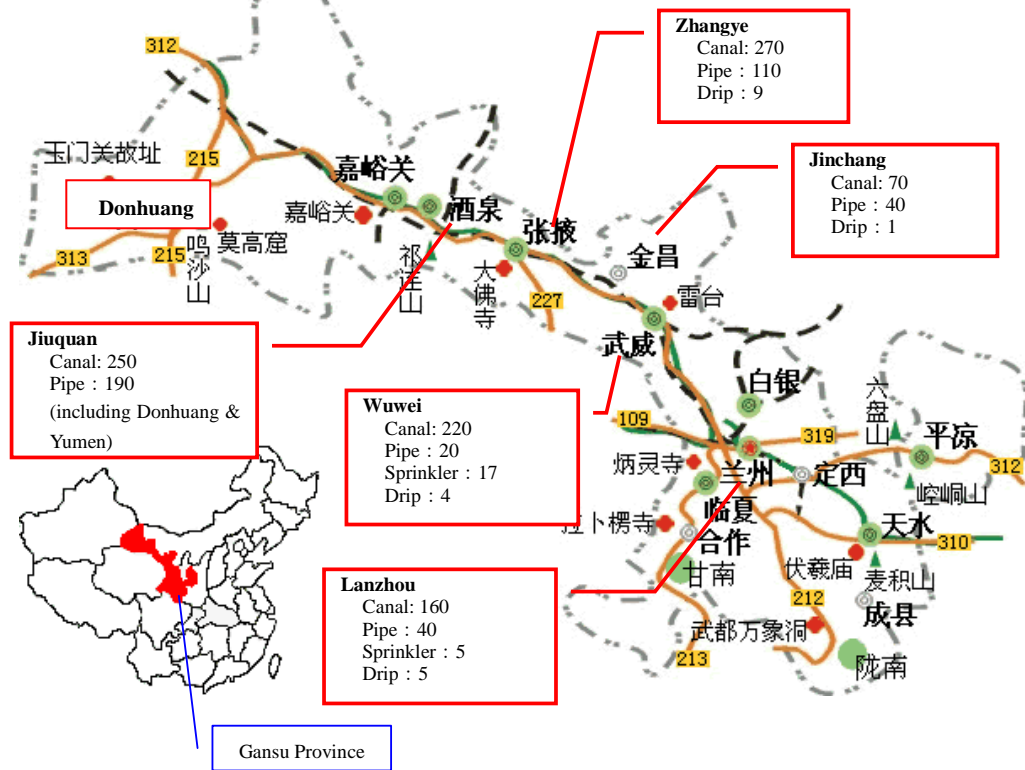 312
Zhangye
Canal: 270
Pipe : 110
Drip : 9
玉门关故址
215
嘉峪关
Jinchang
Canal: 70
Pipe : 40
Drip : 1
Donhuang
嘉峪关
酒泉
张掖
金昌
313
215
鸣沙山
莫高窟
祁连山
大佛寺
227
雷台
Jiuquan
Canal: 250
Pipe : 190
(including Donhuang &
Yumen)
武威
白银
六盘山
Wuwei
Canal: 220
Pipe : 20
Sprinkler : 17
Drip : 4
109
319
平凉
312
炳灵寺
兰州
定西
崆峒山
临夏
拉卜楞寺
合作
天水
310
甘南
伏羲庙
麦积山
Lanzhou
Canal: 160
Pipe : 40
Sprinkler : 5
Drip : 5
212
成县
武都万象洞
213
陇南
Gansu Province